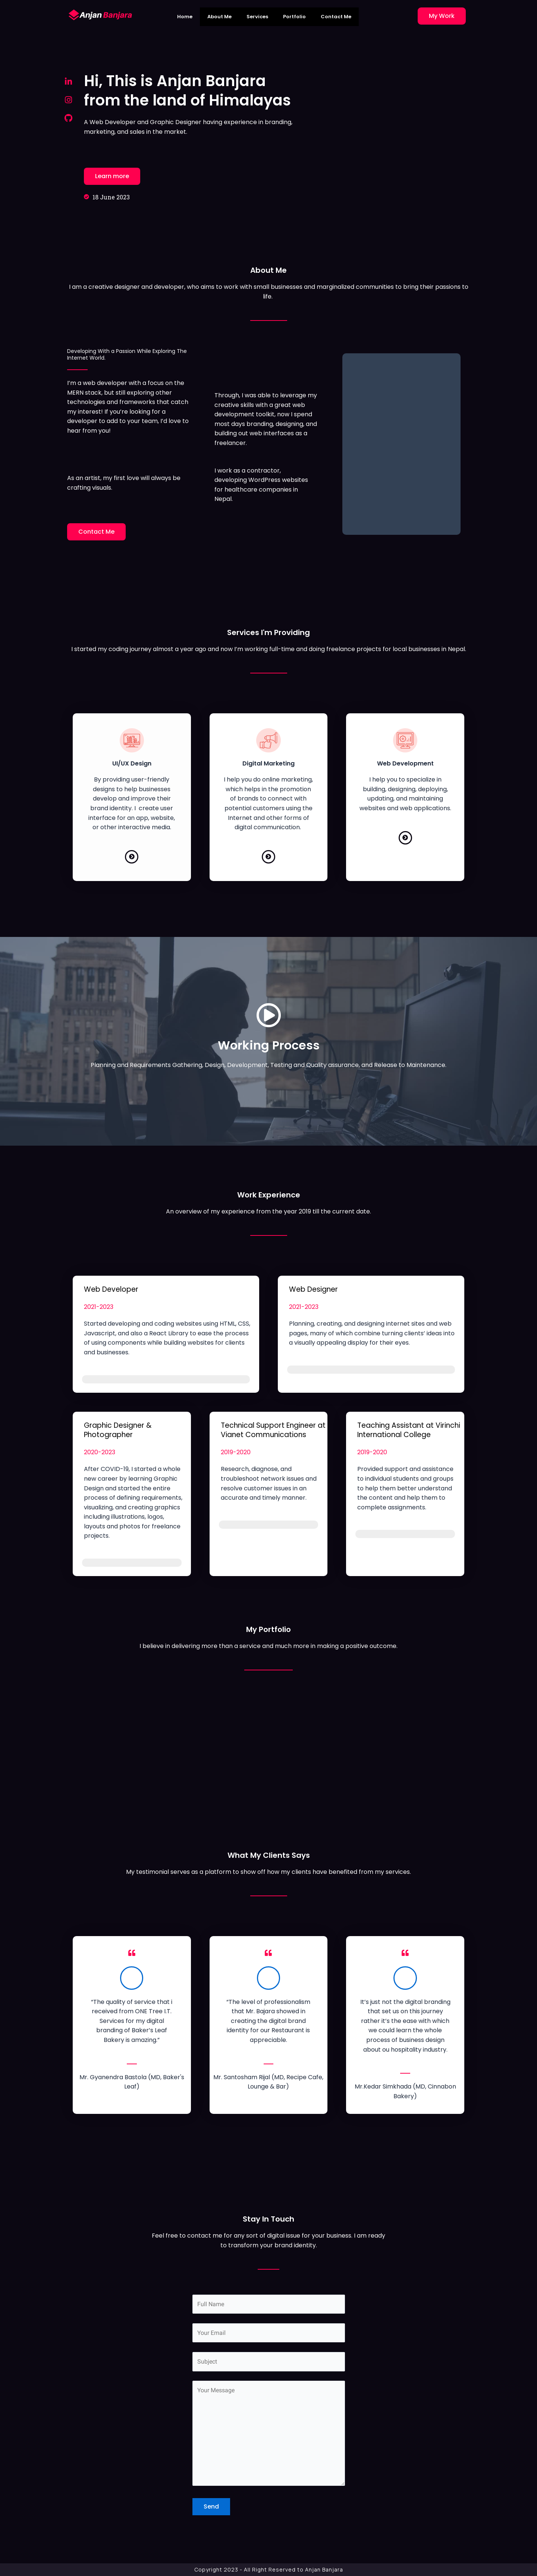 Anjan Banjara
Home About Me Services Portfolio Contact Me
My Work
Hi, This is Anjan Banjara
from the land of Himalayas
A Web Developer and Graphic Designer having experience in branding,
marketing, and sales in the market.
Learn more
18 June 2023
About Me
I am a creative designer and developer, who aims to work with small businesses and marginalized communities to bring their passions to
life.
Developing With a Passion While Exploring The
Internet World.
I'm a web developer with a focus on the
MERN stack, but still exploring other
technologies and frameworks that catch
my interest! If you're looking for a
developer to add to your team, I'd love to
hear from you!
As an artist, my first love will always be
crafting visuals.
Contact Me
Through, I was able to leverage my
creative skills with a great web
development toolkit, now I spend
most days branding, designing, and
building out web interfaces as a
freelancer.
I work as a contractor,
developing WordPress websites
for healthcare companies in
Nepal.
Services I'm Providing
I started my coding journey almost a year ago and now I'm working full-time and doing freelance projects for local businesses in Nepal.
UI/UX Design
By providing user-friendly
designs to help businesses
develop and improve their
brand identity. I create user
interface for an app, website,
or other interactive media.
Digital Marketing
I help you do online marketing,
which helps in the promotion
of brands to connect with
potential customers using the
Internet and other forms of
digital communication.
Web Development
I help you to specialize in
building, designing, deploying,
updating, and maintaining
websites and web applications.
Working Process
Planning and Requirements Gathering, Design, Development, Testing and Quality assurance, and Release to Maintenance.
Work Experience
An overview of my experience from the year 2019 till the current date.
Web Developer
2021-2023
Started developing and coding websites using HTML, CSS,
Javascript, and also a React Library to ease the process
of using components while building websites for clients
and businesses.
Web Designer
2021-2023
Planning, creating, and designing internet sites and web
pages, many of which combine turning clients' ideas into
a visually appealing display for their eyes.
Graphic Designer &
Photographer
2020-2023
After COVID-19, I started a whole
new career by learning Graphic
Design and started the entire
process of defining requirements,
visualizing, and creating graphics
including illustrations, logos,
layouts and photos for freelance
projects.
Technical Support Engineer at
Vianet Communications
2019-2020
Research, diagnose, and
troubleshoot network issues and
resolve customer issues in an
accurate and timely manner.
Teaching Assistant at Virinchi
International College
2019-2020
Provided support and assistance
to individual students and groups
to help them better understand
the content and help them to
complete assignments.
My Portfolio
I believe in delivering more than a service and much more in making a positive outcome.
What My Clients Says
My testimonial serves as a platform to show off how my clients have benefited from my services.
"The quality of service that i
received from ONE Tree I.T.
Services for my digital
branding of Baker's Leaf
Bakery is amazing."
Mr. Gyanendra Bastola (MD, Baker's
Leaf)
"The level of professionalism
that Mr. Bajara showed in
creating the digital brand
identity for our Restaurant is
appreciable.
Mr. Santosham Rijal (MD, Recipe Cafe,
Lounge & Bar)
It's just not the digital branding
that set us on this journey
rather it's the ease with which
we could learn the whole
process of business design
about ou hospitality industry.
Mr.Kedar Simkhada (MD, Cinnabon
Bakery)
Stay In Touch
Feel free to contact me for any sort of digital issue for your business. I am ready
to transform your brand identity.
Full Name
Your Email
Subject
Your Message
Send
Copyright 2023 - All Right Reserved to Anjan Banjara